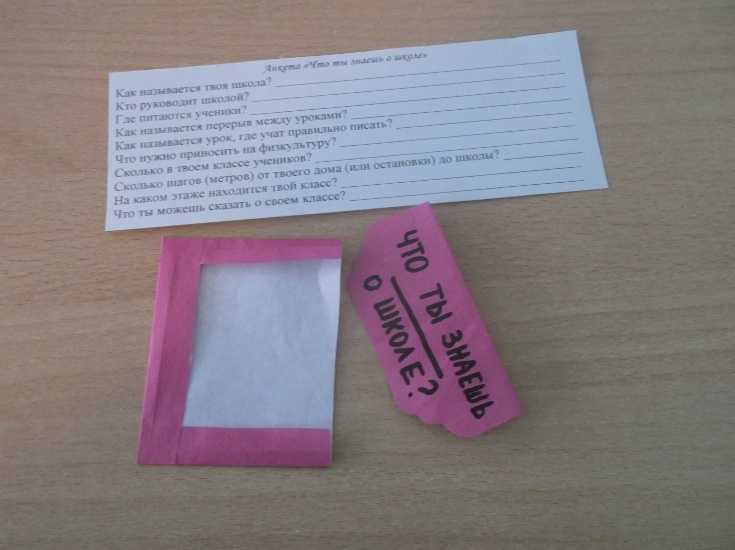 Анкета «Что ты знаешь о школе»
Как называется твоя школа?
Кто руководит школой?
Где питаются ученики?
Как называется перерыв между уроками?
Как называется урок, где учат правильно писать?
Что нужно приносить на физкультуру?
Сколько в твоем классе учеников?
Сколько шагов (метров) от твоего дома (или остановки) до школы?
На каком этаже находится твой класс?
Что ты можешь сказать о своем классе?
ЧТО ТЫ ЗНАЕШЬ
О ШКОЛЕ?